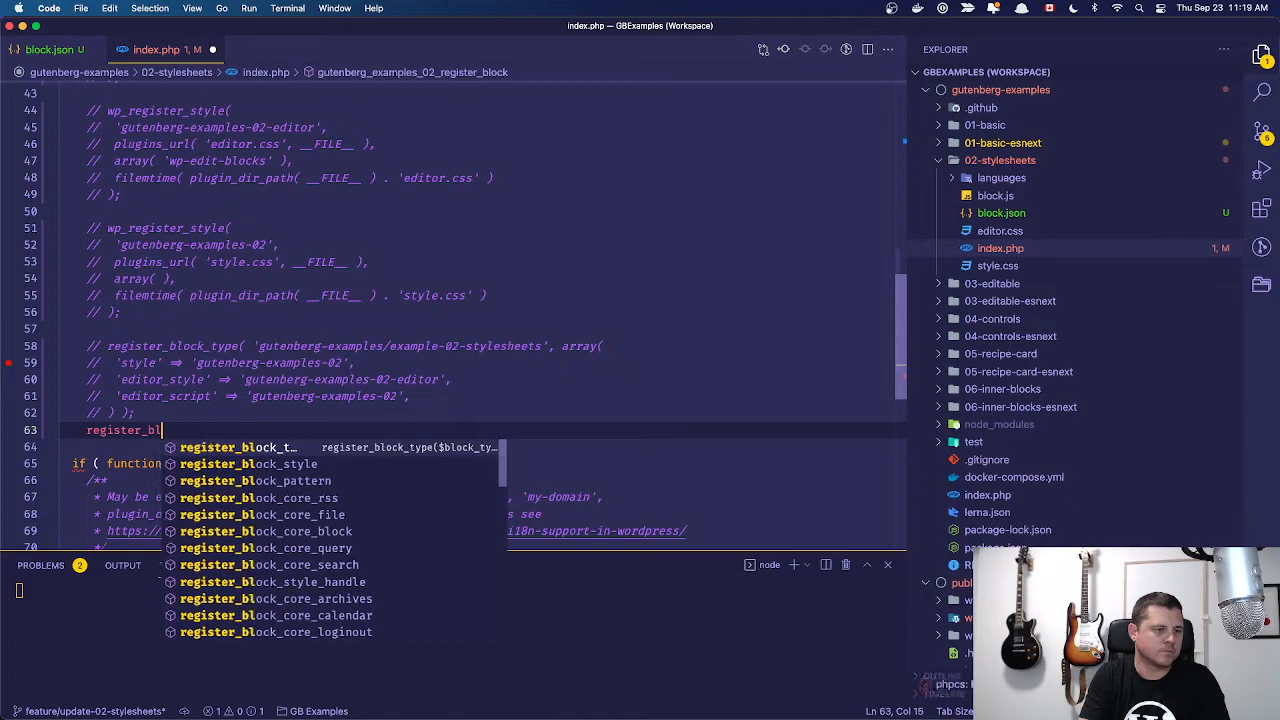 Code File Edit Selection View Go Run Terminal Window Help Thu Sep 23 11:19 AM
index.php — GBExamples (Workspace)
block.json U index.php 1, M
gutenberg-examples > 02-stylesheets > index.php > gutenberg_examples_02_register_block
43
44 // wp_register_style(
45 // 'gutenberg-examples-02-editor',
46 // plugins_url( 'editor.css', __FILE__ ),
47 // array( 'wp-edit-blocks' ),
48 // filemtime( plugin_dir_path( __FILE__ ) . 'editor.css' )
49 // );
50
51 // wp_register_style(
52 // 'gutenberg-examples-02',
53 // plugins_url( 'style.css', __FILE__ ),
54 // array( ),
55 // filemtime( plugin_dir_path( __FILE__ ) . 'style.css' )
56 // );
57
58 // register_block_type( 'gutenberg-examples/example-02-stylesheets', array(
59 // 'style' => 'gutenberg-examples-02',
60 // 'editor_style' => 'gutenberg-examples-02-editor',
61 // 'editor_script' => 'gutenberg-examples-02',
62 // ) );
63 register_bl
64
65 if ( function
66 /**
67 * May be e , 'my-domain',
68 * plugin_d s see
69 * https:// i18n-support-in-wordpress/
70 */
register_block_t… register_block_type($block_ty…
register_block_style
register_block_pattern
register_block_core_rss
register_block_core_file
register_block_core_block
register_block_core_query
register_block_core_search
register_block_style_handle
register_block_core_archives
register_block_core_calendar
register_block_core_loginout
PROBLEMS 2 OUTPUT
node
EXPLORER
GBEXAMPLES (WORKSPACE)
gutenberg-examples
.github
01-basic
01-basic-esnext
02-stylesheets
languages
block.js
block.json U
editor.css
index.php 1, M
style.css
03-editable
03-editable-esnext
04-controls
04-controls-esnext
05-recipe-card
05-recipe-card-esnext
06-inner-blocks
06-inner-blocks-esnext
node_modules
test
.gitignore
docker-compose.yml
index.php
lerna.json
package-lock.json
1
5
feature/update-02-stylesheets* 1 0 1 GB Examples
Ln 63, Col 15 Tab Size
phpcs: